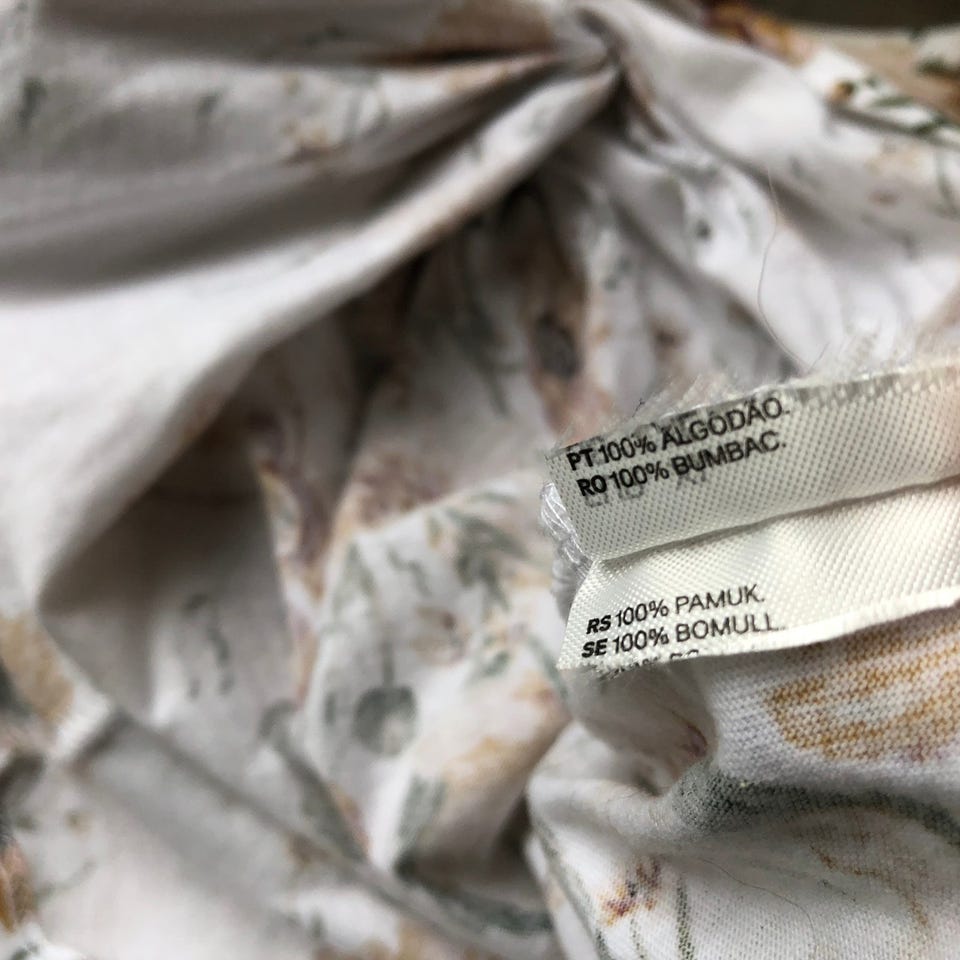 PT 100% ALGODÃO.
RO 100% BUMBAC.
RS 100% PAMUK.
SE 100% BOMULL.